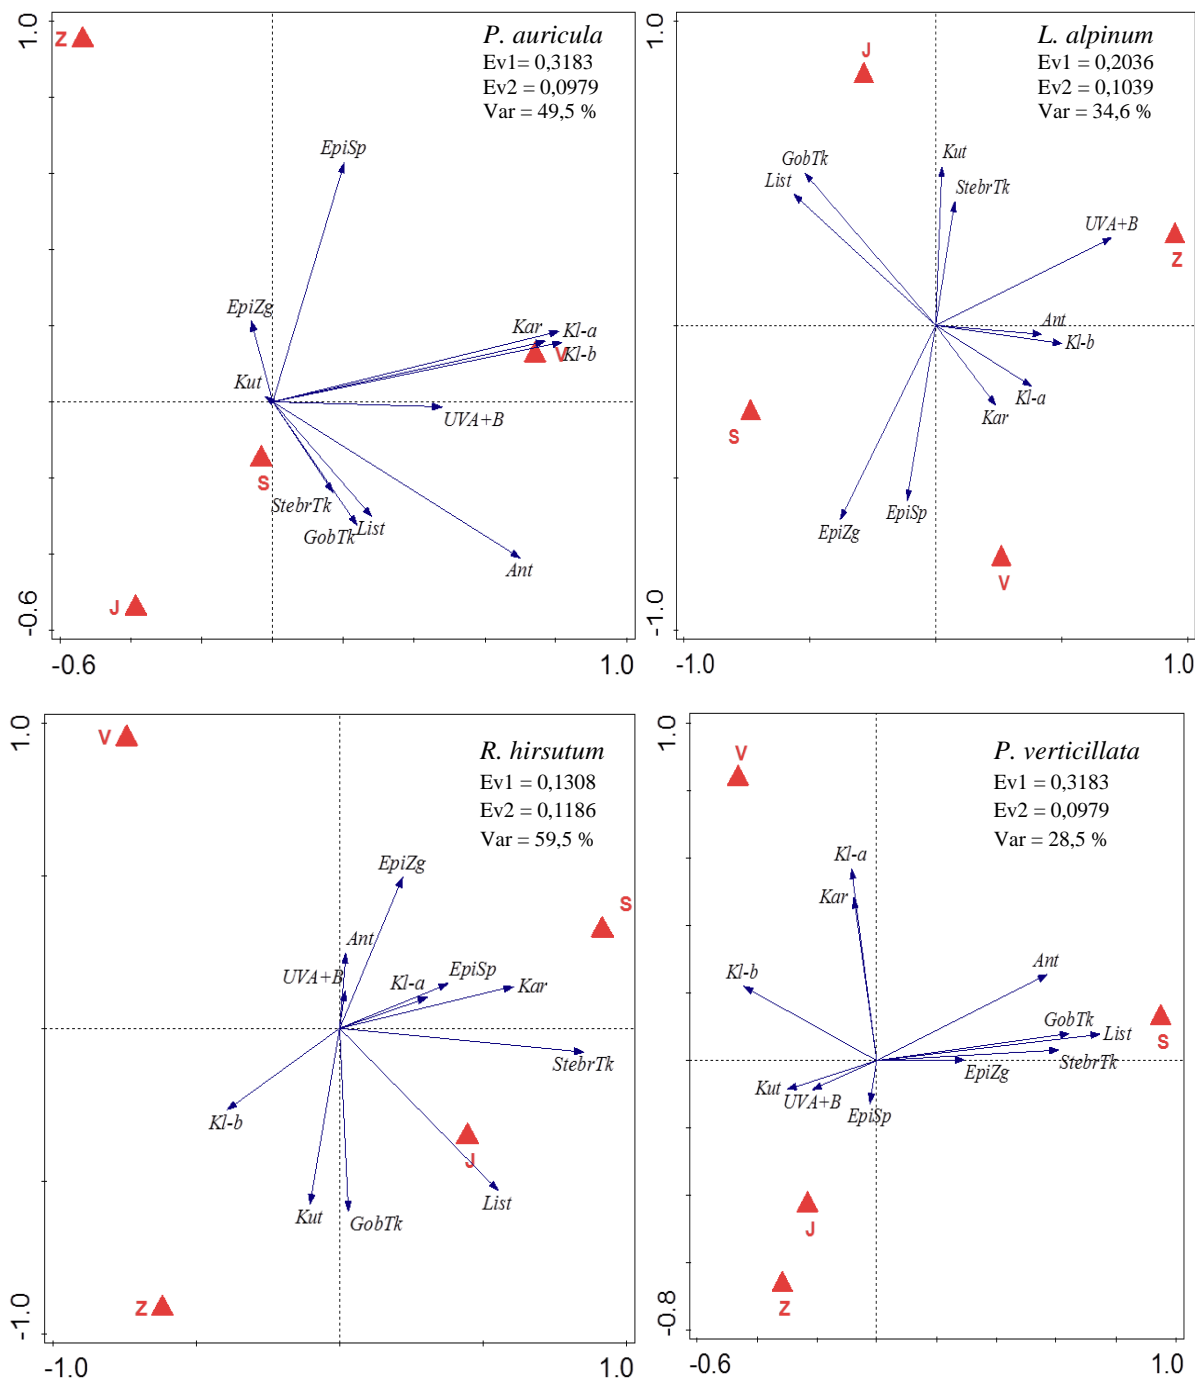 1.0
Z
P. auricula
Ev1= 0,3183
Ev2 = 0,0979
Var = 49,5 %
EpiSp
EpiZg
Kar
Kl-a
V
Kl-b
Kut
UVA+B
S
StebrTk
GobTk
List
Ant
J
-0.6
-0.6
1.0
1.0
L. alpinum
Ev1 = 0,2036
Ev2 = 0,1039
Var = 34,6 %
J
GobTk
Kut
List
StebrTk
UVA+B
Z
Ant
Kl-b
Kl-a
Kar
S
EpiSp
EpiZg
V
-1.0
-1.0
1.0
1.0
V
R. hirsutum
Ev1 = 0,1308
Ev2 = 0,1186
Var = 59,5 %
EpiZg
S
Ant
UVA+B
Kl-a
EpiSp
Kar
StebrTk
Kl-b
J
List
Kut
GobTk
Z
-1.0
-1.0
1.0
1.0
V
P. verticillata
Ev1 = 0,3183
Ev2 = 0,0979
Var = 28,5 %
Kl-a
Kar
Kl-b
Ant
GobTk
List
S
StebrTk
EpiZg
Kut
UVA+B
EpiSp
J
Z
-0.8
-0.6
1.0